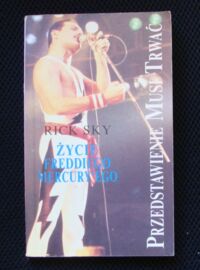 RICK SKY
ŻYCIE
FREDDIEGO
MERCURY'EGO
PRZEDSTAWIENIE MUSI TRWAĆ